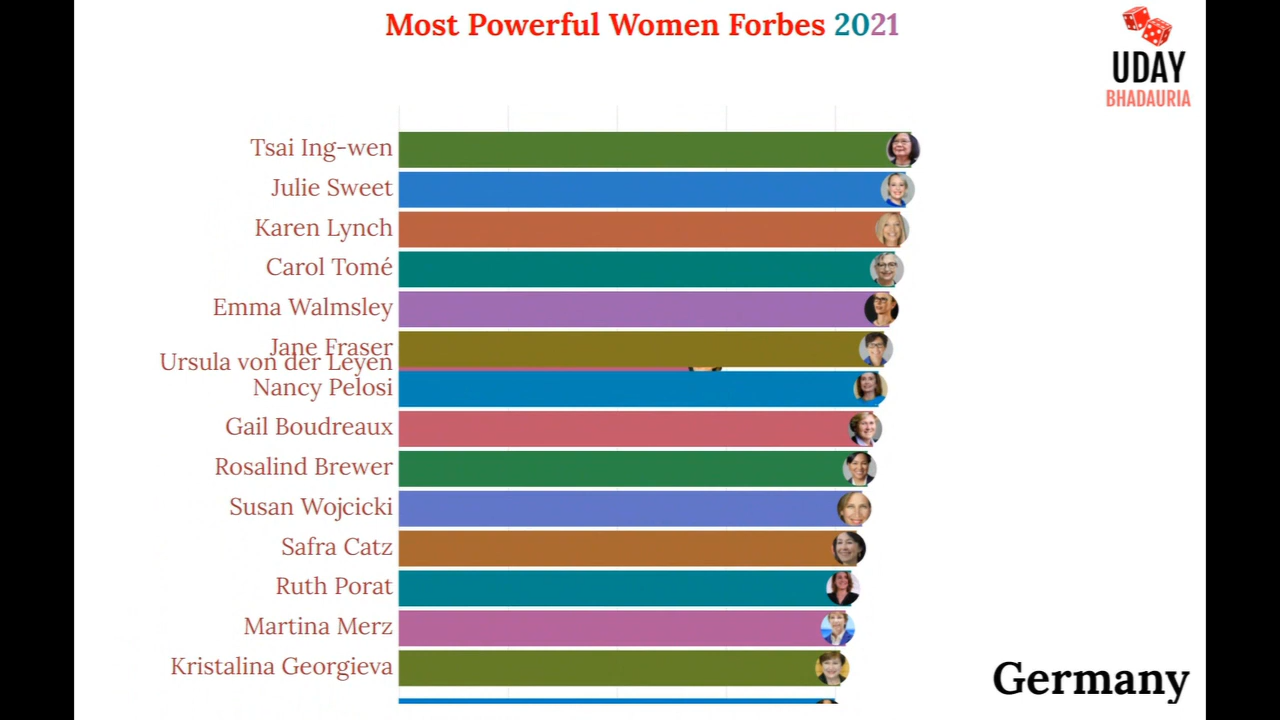 Most Powerful Women Forbes 2021
UDAY
BHADAURIA
Tsai Ing-wen
Julie Sweet
Karen Lynch
Carol Tomé
Emma Walmsley
Jane Fraser
Ursula von der Leyen
Nancy Pelosi
Gail Boudreaux
Rosalind Brewer
Susan Wojcicki
Safra Catz
Ruth Porat
Martina Merz
Kristalina Georgieva
Germany